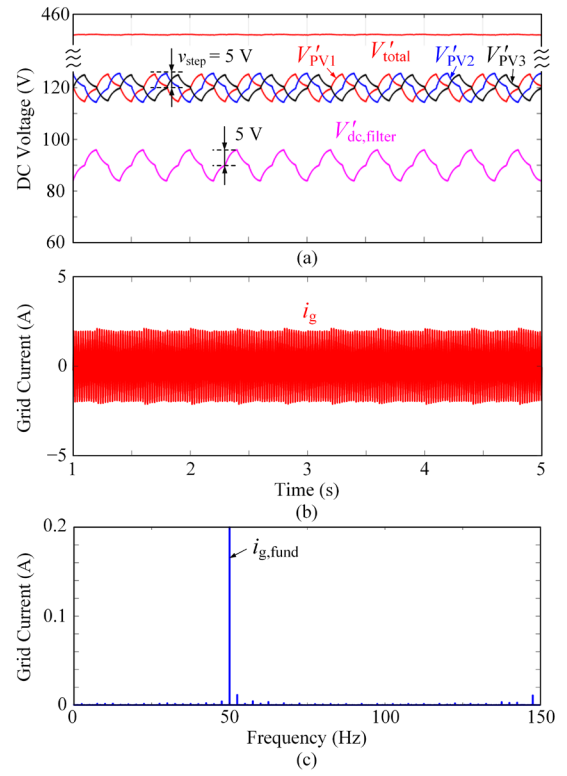 460
v_step = 5 V
V′_PV1
V′_total
V′_PV2
V′_PV3
120
100
80
60
DC Voltage (V)
5 V
V′_dc,filter
(a)
5
0
−5
Grid Current (A)
i_g
1 2 3 4 5
Time (s)
(b)
0.2
0.1
0
Grid Current (A)
i_g,fund
0 50 100 150
Frequency (Hz)
(c)